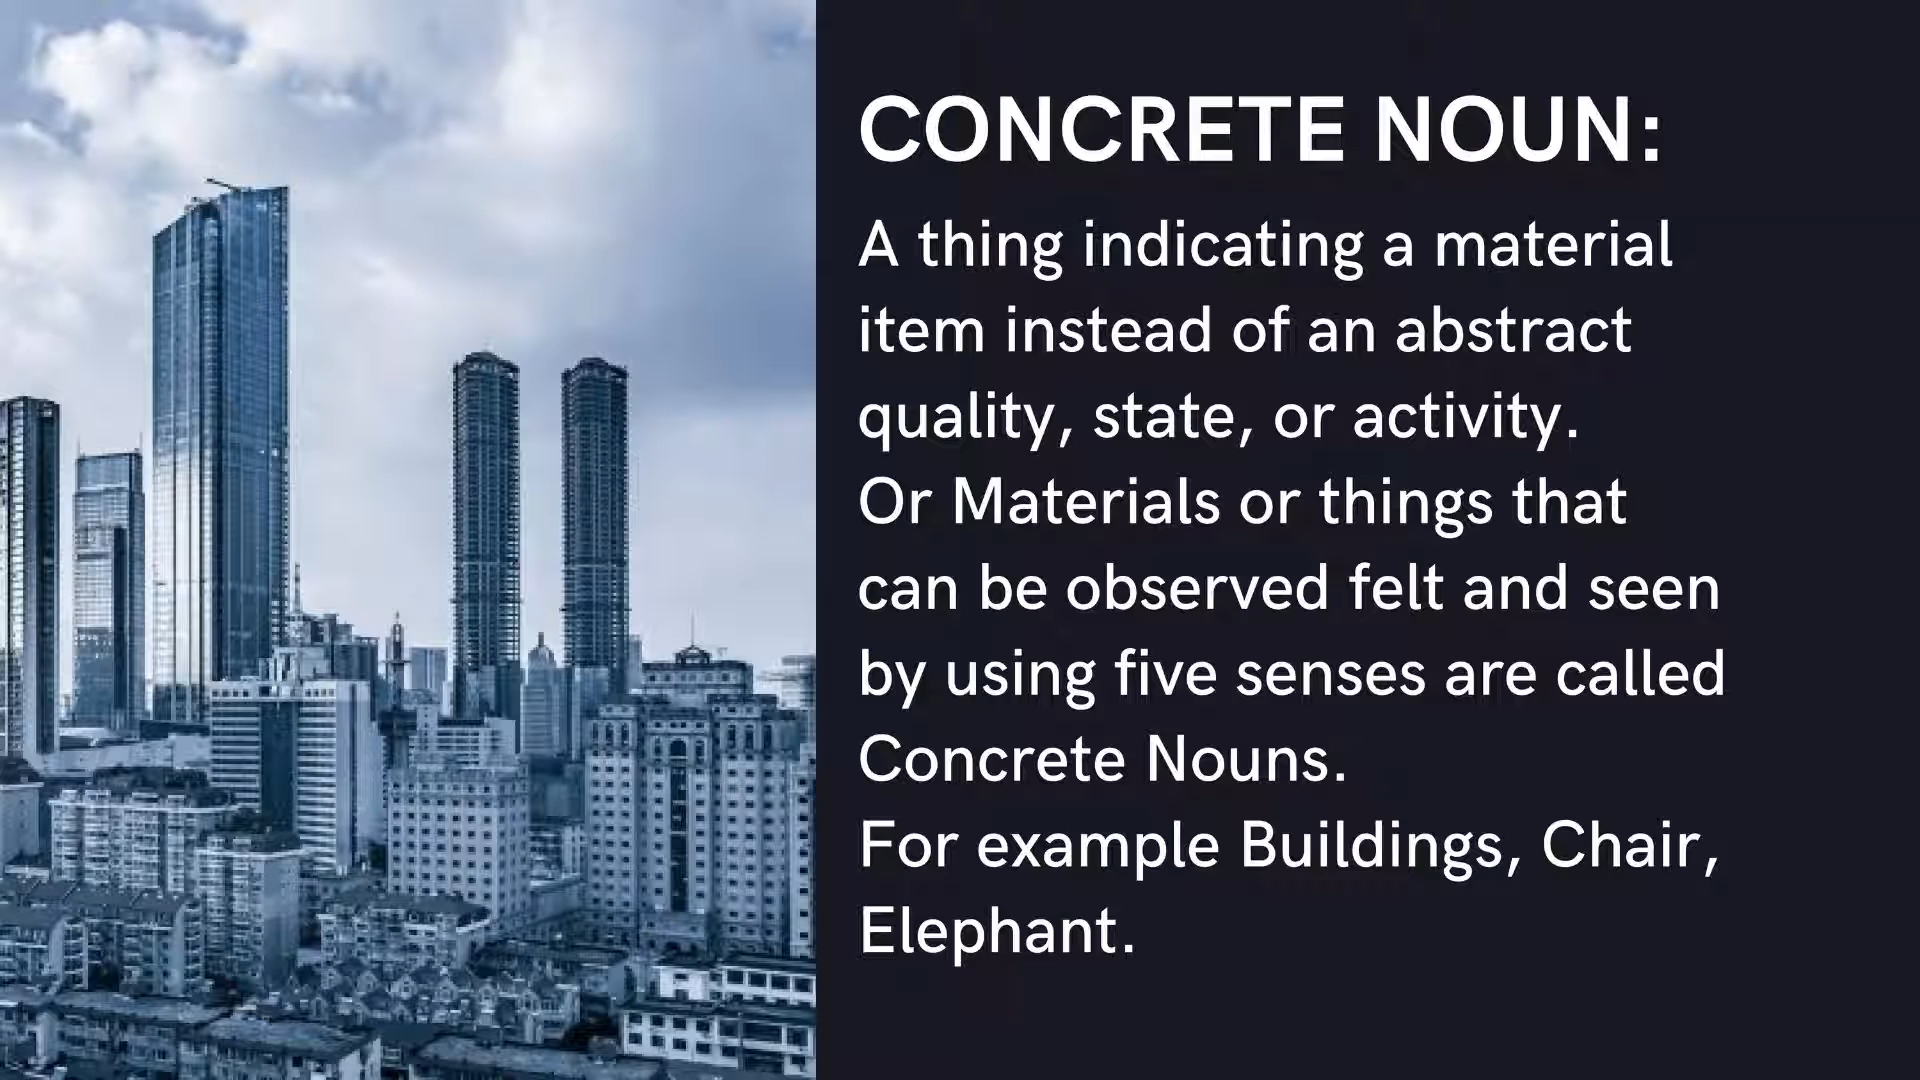 CONCRETE NOUN:
A thing indicating a material
item instead of an abstract
quality, state, or activity.
Or Materials or things that
can be observed felt and seen
by using five senses are called
Concrete Nouns.
For example Buildings, Chair,
Elephant.